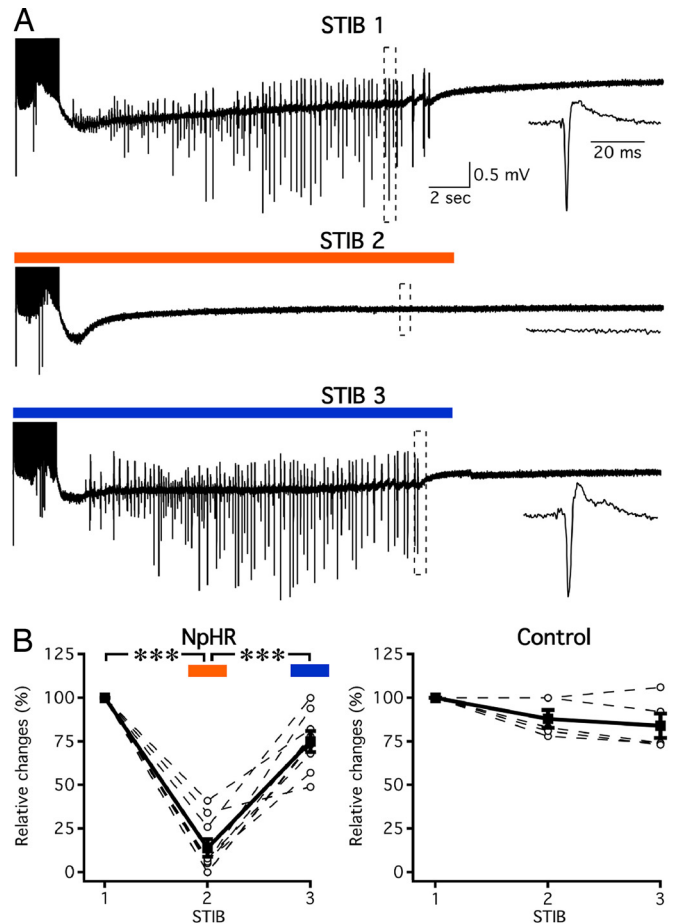 A
STIB 1
0.5 mV
2 sec
20 ms
STIB 2
STIB 3
B
NpHR
*** ***
Relative changes (%)
125
100
75
50
25
0
1 2 3
STIB
Control
Relative changes (%)
125
100
75
50
25
0
1 2 3
STIB